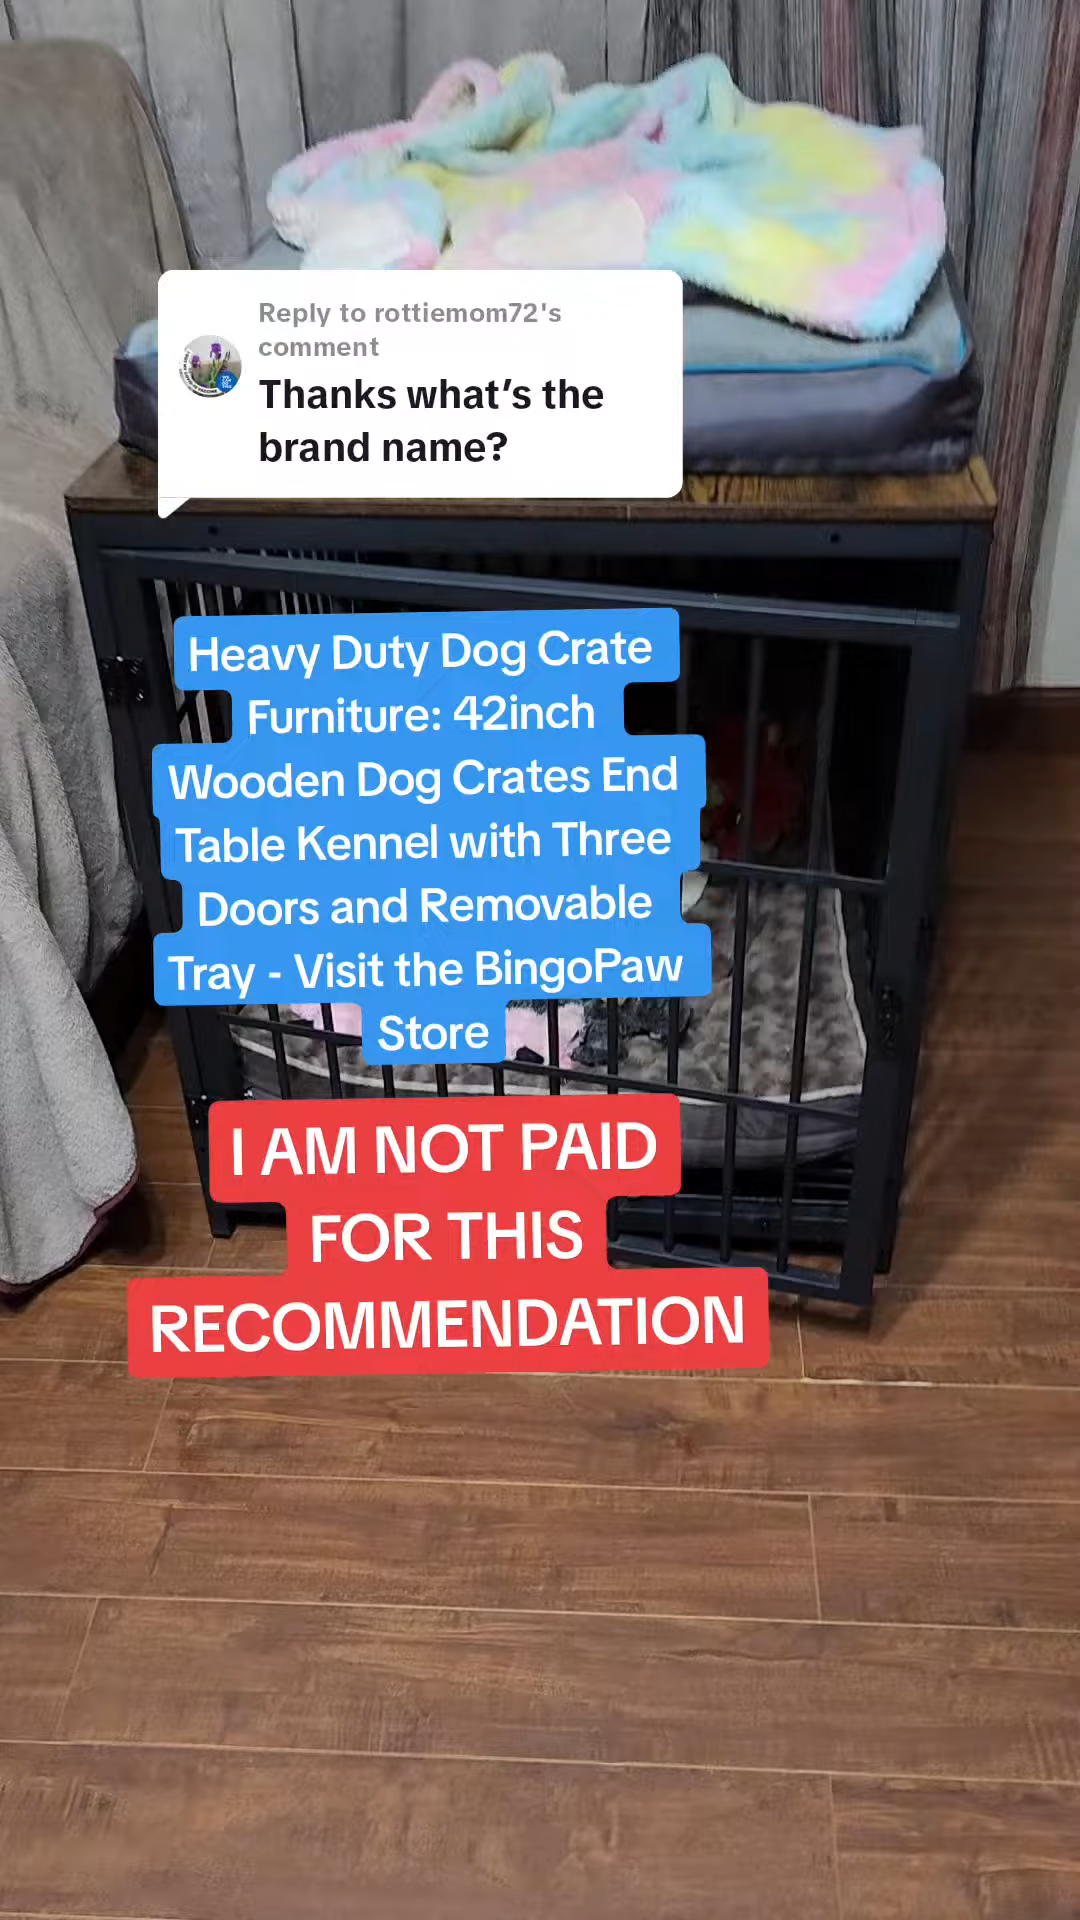 Reply to rottiemom72's
comment
Thanks what’s the
brand name?
Heavy Duty Dog Crate
Furniture: 42inch
Wooden Dog Crates End
Table Kennel with Three
Doors and Removable
Tray - Visit the BingoPaw
Store
I AM NOT PAID
FOR THIS
RECOMMENDATION